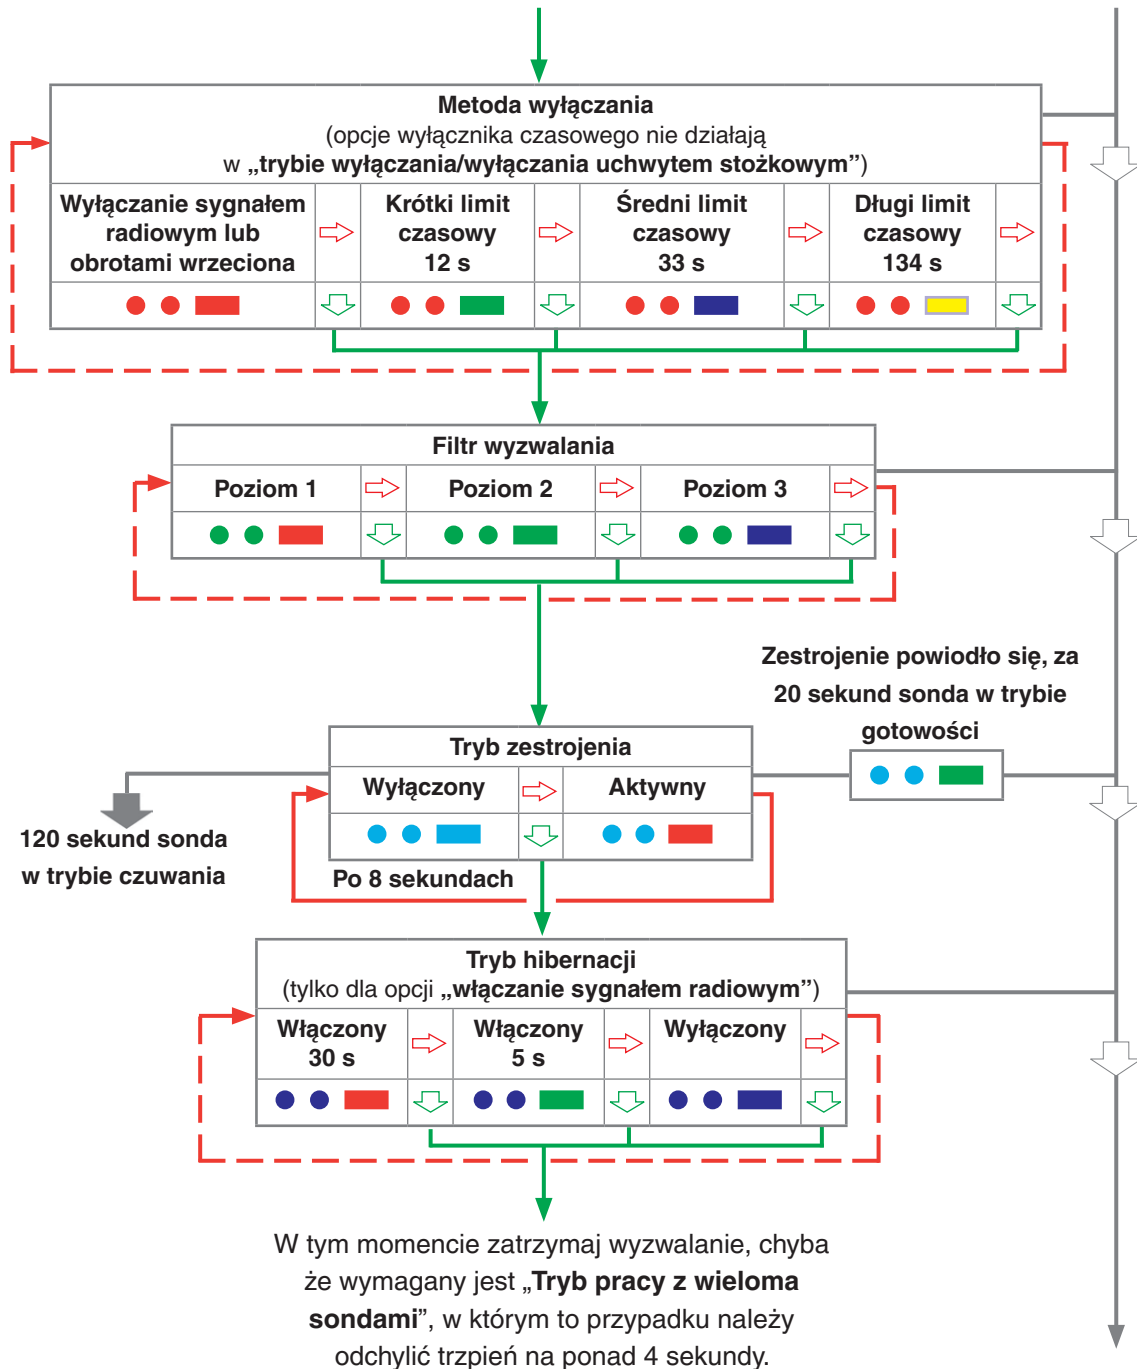 Metoda wyłączania
(opcje wyłącznika czasowego nie działają
w „trybie wyłączania/wyłączania uchwytem stożkowym”)
Wyłączanie sygnałem
radiowym lub
obrotami wrzeciona
Krótki limit
czasowy
12 s
Średni limit
czasowy
33 s
Długi limit
czasowy
134 s
Filtr wyzwalania
Poziom 1
Poziom 2
Poziom 3
Zestrojenie powiodło się, za
20 sekund sonda w trybie
gotowości
Tryb zestrojenia
Wyłączony
Aktywny
120 sekund sonda
w trybie czuwania
Po 8 sekundach
Tryb hibernacji
(tylko dla opcji „włączanie sygnałem radiowym”)
Włączony
30 s
Włączony
5 s
Wyłączony
W tym momencie zatrzymaj wyzwalanie, chyba
że wymagany jest „Tryb pracy z wieloma
sondami”, w którym to przypadku należy
odchylić trzpień na ponad 4 sekundy.